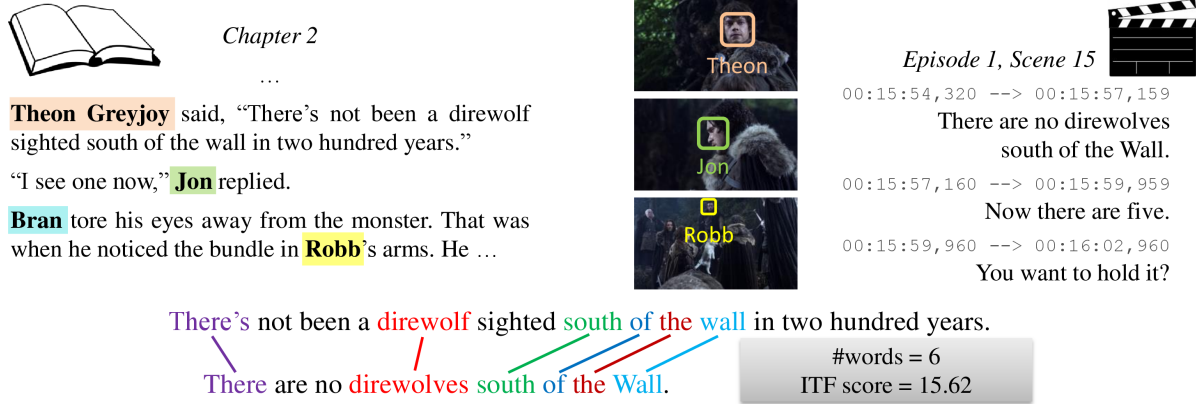 Chapter 2
…
Theon Greyjoy said, “There’s not been a direwolf
sighted south of the wall in two hundred years.”
“I see one now,” Jon replied.
Bran tore his eyes away from the monster. That was
when he noticed the bundle in Robb’s arms. He …
Theon
Jon
Robb
Episode 1, Scene 15
00:15:54,320 --> 00:15:57,159
There are no direwolves
south of the Wall.
00:15:57,160 --> 00:15:59,959
Now there are five.
00:15:59,960 --> 00:16:02,960
You want to hold it?
There’s not been a direwolf sighted south of the wall in two hundred years.
There are no direwolves south of the Wall.
#words = 6
ITF score = 15.62